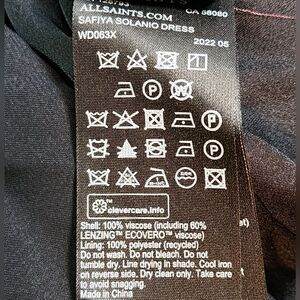 CA 58080
ALLSAINTS.COM
SAFIYA SOLANIO DRESS
WD063X
2022 05
P W
P
P
clevercare.info
Shell: 100% viscose (including 60%
LENZING™ ECOVERO™ viscose)
Lining: 100% polyester (recycled)
Do not wash. Do not bleach. Do not
tumble dry. Line drying in shade. Cool iron
on reverse side. Dry clean only. Take care
to avoid snagging.
Made in China
et)